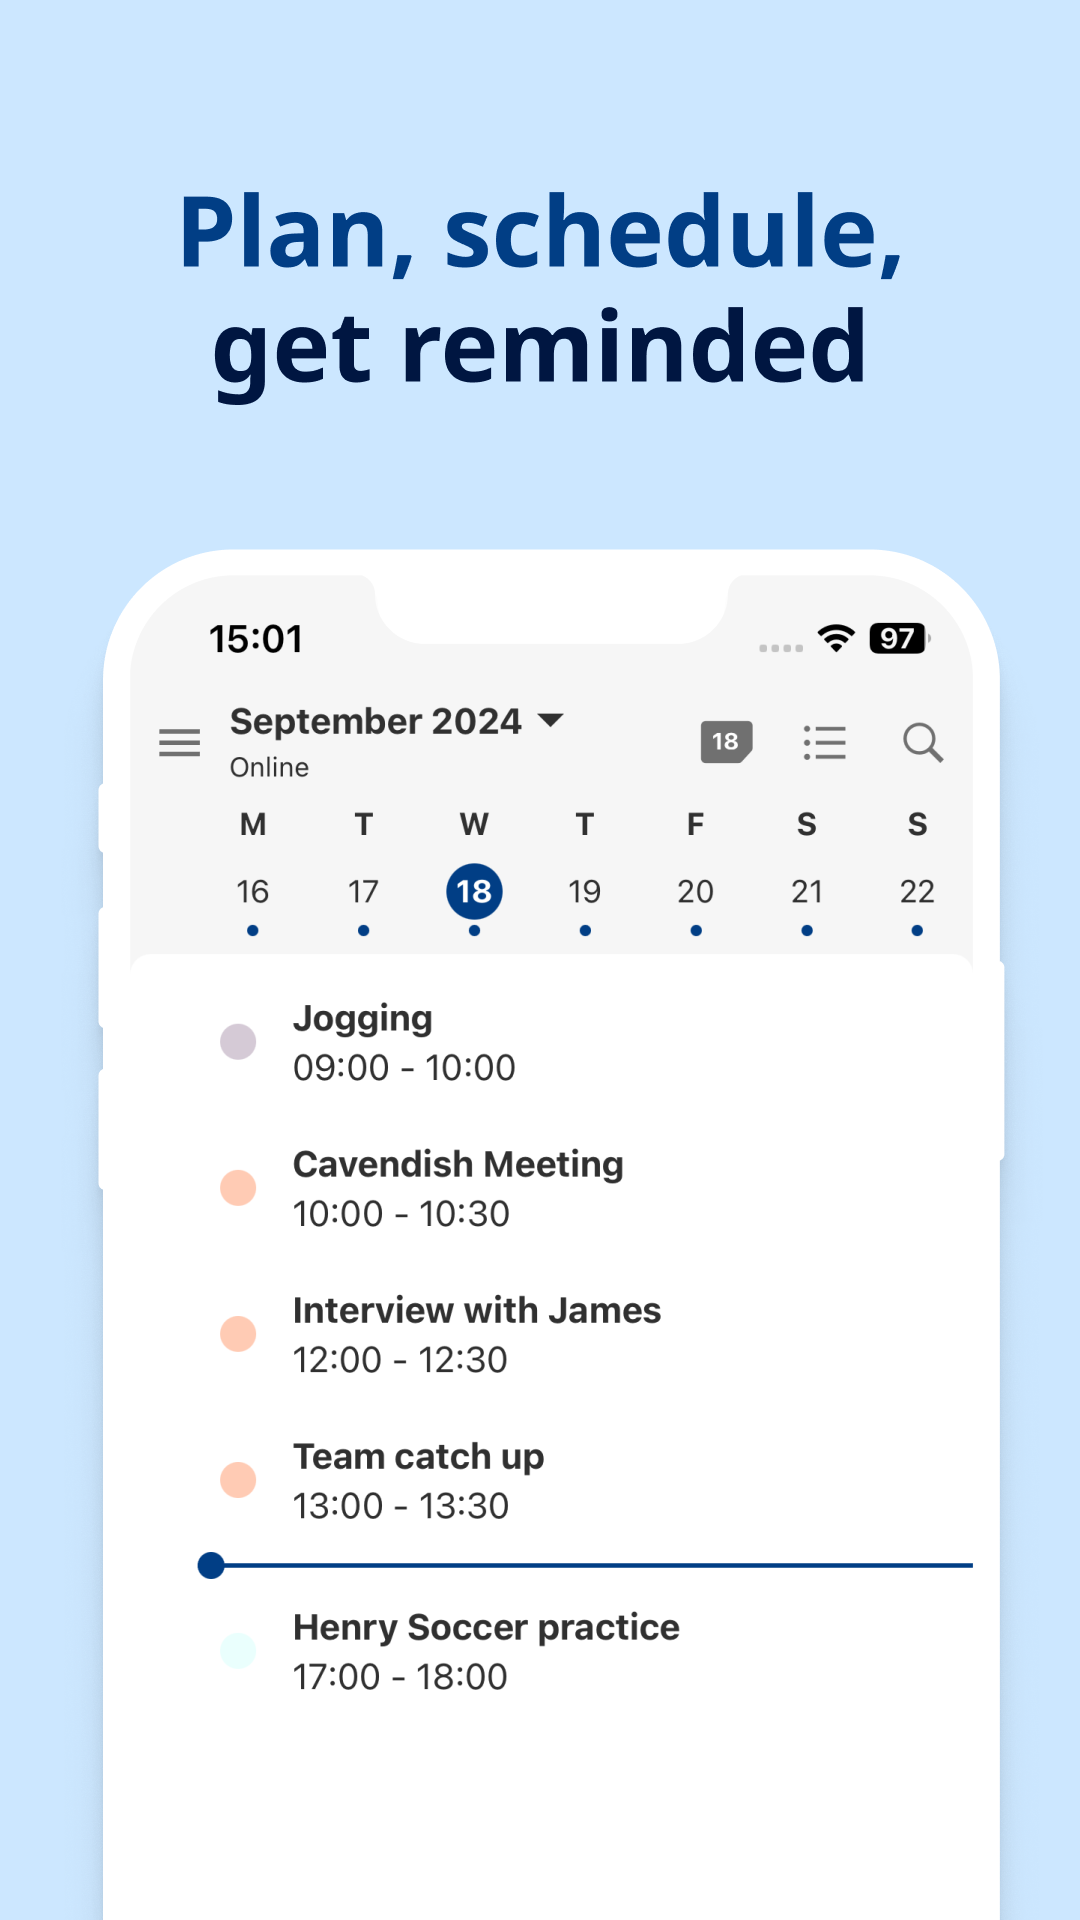 Plan, schedule,
get reminded
15:01
97
September 2024
18
Online
M T W T F S S
16 17 18 19 20 21 22
Jogging
09:00 - 10:00
Cavendish Meeting
10:00 - 10:30
Interview with James
12:00 - 12:30
Team catch up
13:00 - 13:30
Henry Soccer practice
17:00 - 18:00